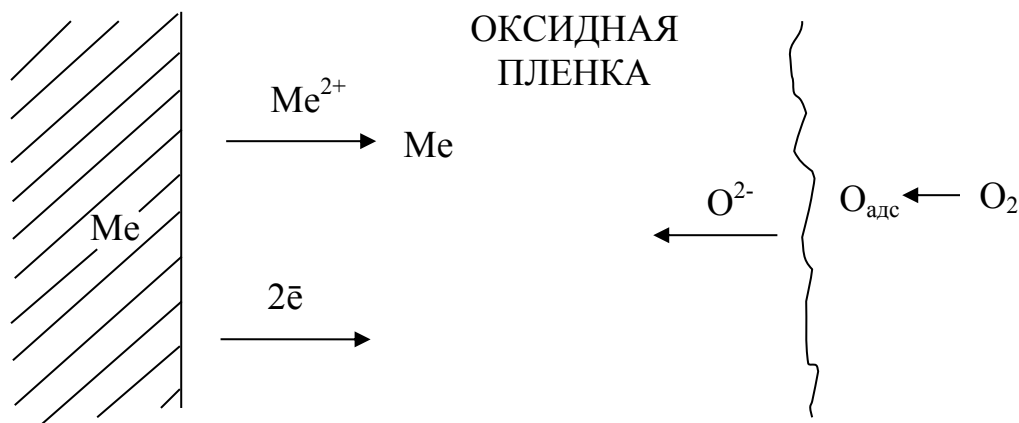 ОКСИДНАЯ
ПЛЕНКА
Me²⁺
Me
O²⁻
Oадс
O₂
Me
2ē